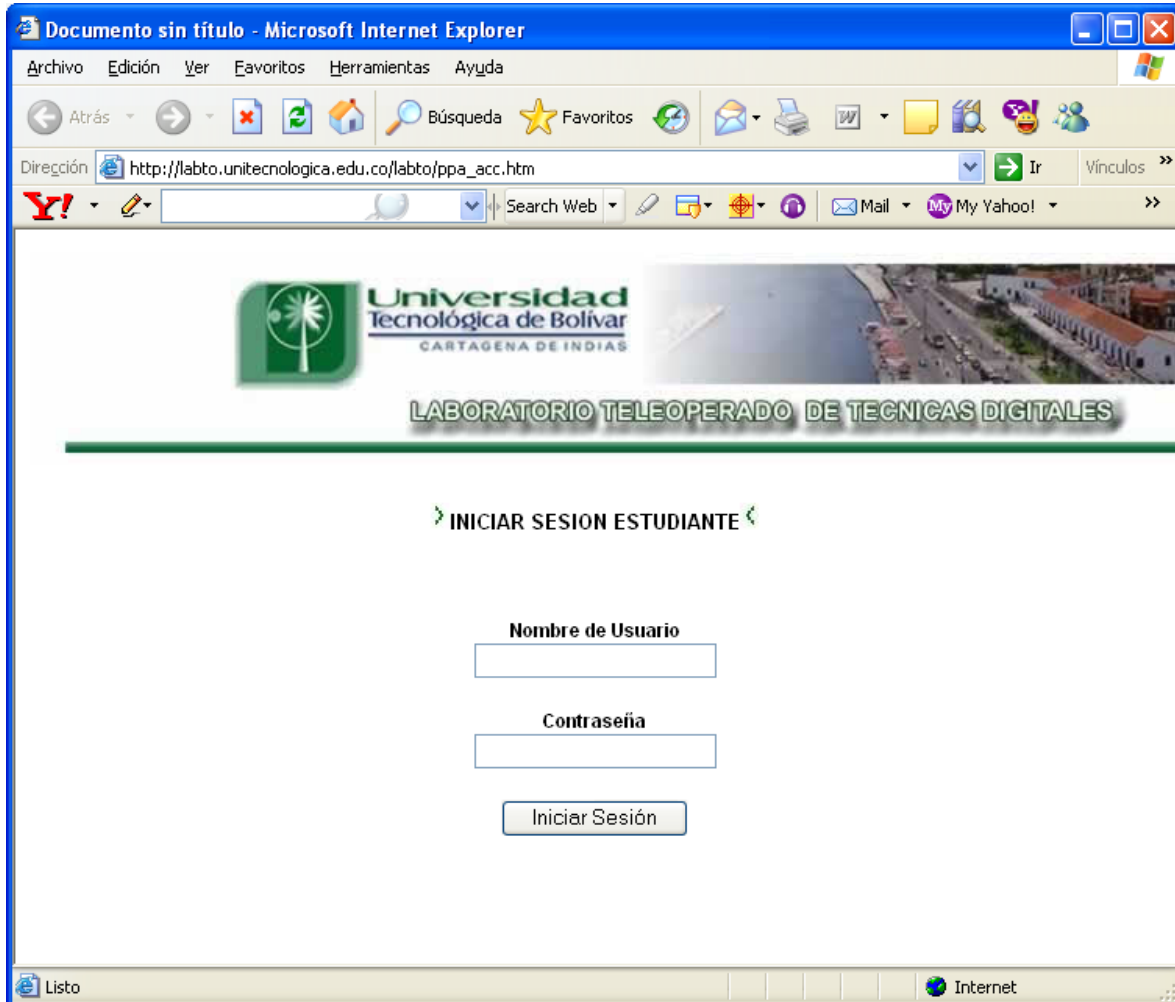 Documento sin título - Microsoft Internet Explorer
Archivo Edición Ver Favoritos Herramientas Ayuda
Atrás Búsqueda Favoritos
Dirección http://labto.unitecnologica.edu.co/labto/ppa_acc.htm Ir Vínculos »
Y! Search Web Mail My My Yahoo! »
Universidad
Tecnológica de Bolívar
CARTAGENA DE INDIAS
LABORATORIO TELEOPERADO DE TECNICAS DIGITALES
INICIAR SESION ESTUDIANTE
Nombre de Usuario
Contraseña
Iniciar Sesión
Listo Internet